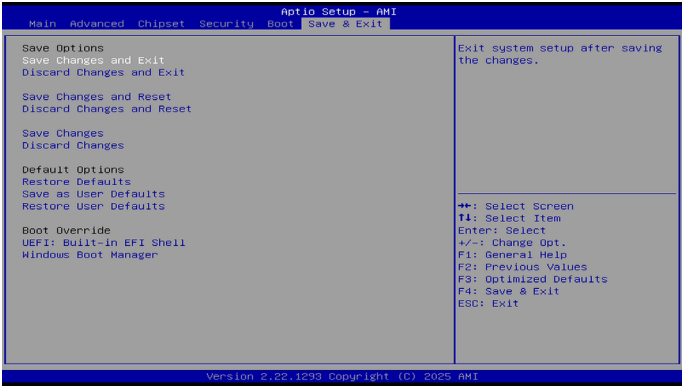 Aptio Setup – AMI
Main Advanced Chipset Security Boot Save & Exit
Save Options
Save Changes and Exit
Discard Changes and Exit
Save Changes and Reset
Discard Changes and Reset
Save Changes
Discard Changes
Default Options
Restore Defaults
Save as User Defaults
Restore User Defaults
Boot Override
UEFI: Built-in EFI Shell
Windows Boot Manager
Exit system setup after saving
the changes.
→←: Select Screen
↑↓: Select Item
Enter: Select
+/-: Change Opt.
F1: General Help
F2: Previous Values
F3: Optimized Defaults
F4: Save & Exit
ESC: Exit
Version 2.22.1293 Copyright (C) 2025 AMI